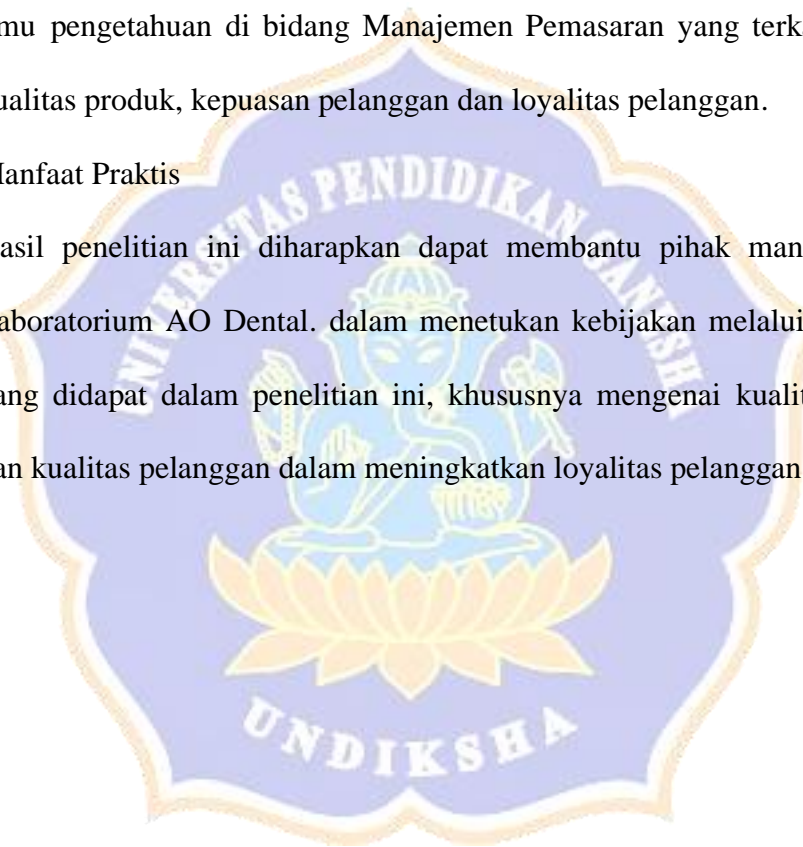 mu pengetahuan di bidang Manajemen Pemasaran yang terk
ualitas produk, kepuasan pelanggan dan loyalitas pelanggan.
Manfaat Praktis
asil penelitian ini diharapkan dapat membantu pihak man
aboratorium AO Dental. dalam menetukan kebijakan melalui
ang didapat dalam penelitian ini, khususnya mengenai kualit
an kualitas pelanggan dalam meningkatkan loyalitas pelanggan
UNIVERSITAS PENDIDIKAN GANESHA
UNDIKSHA